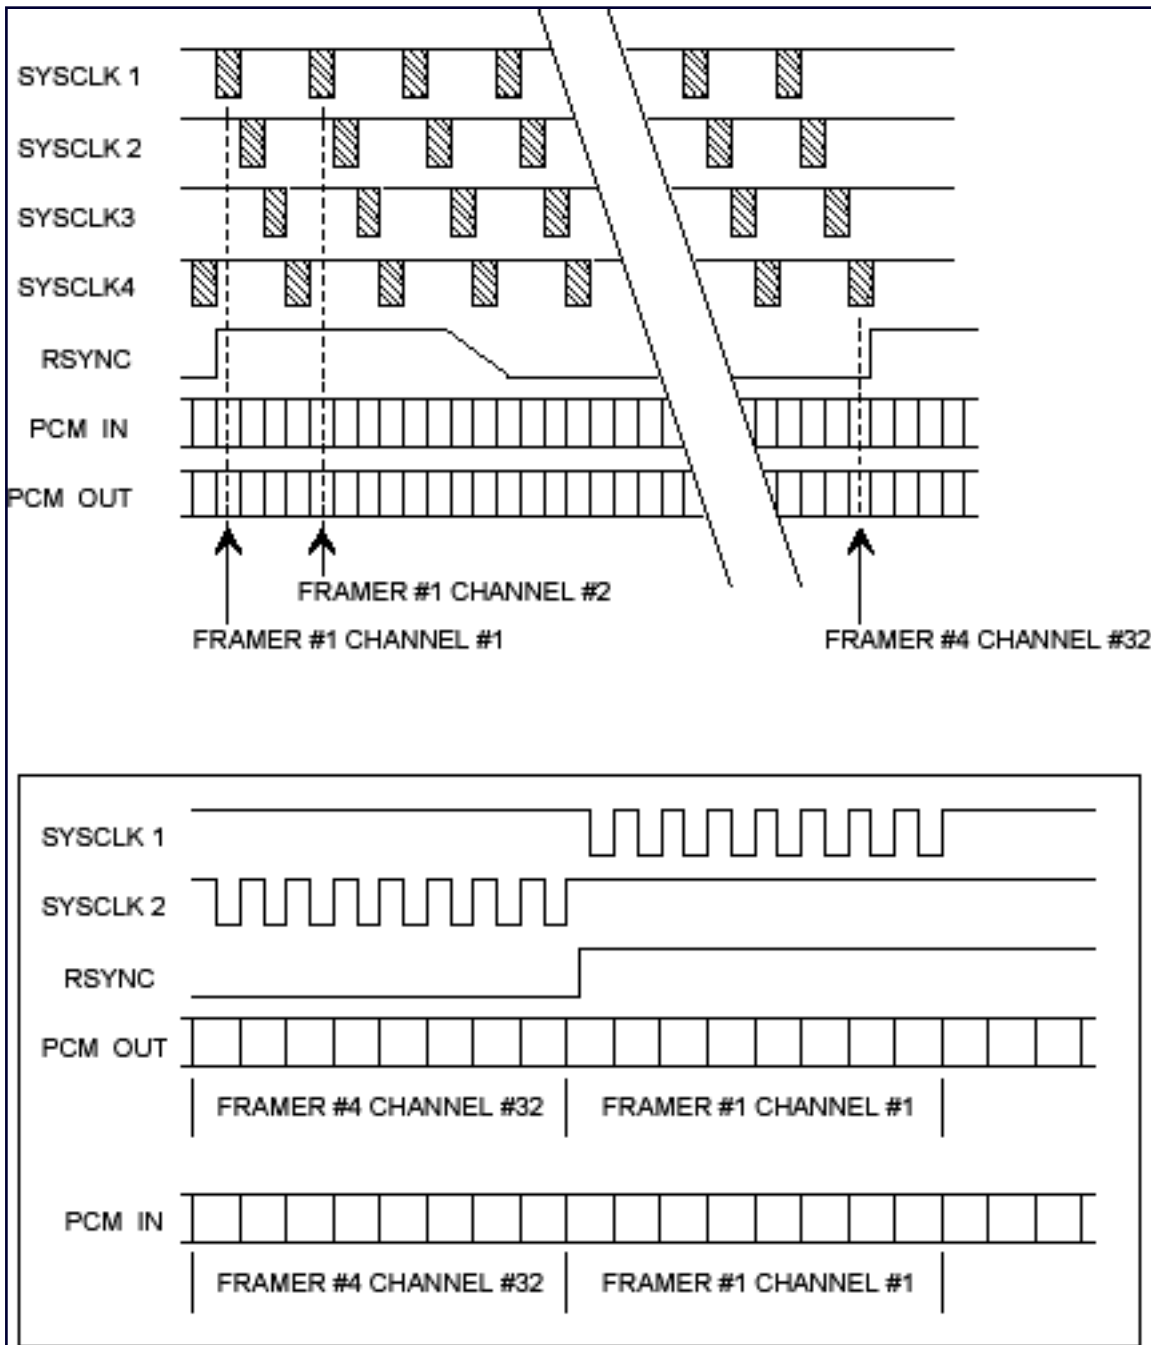 SYSCLK 1
SYSCLK 2
SYSCLK3
SYSCLK4
RSYNC
PCM IN
PCM OUT
FRAMER #1 CHANNEL #2
FRAMER #1 CHANNEL #1
FRAMER #4 CHANNEL #32
SYSCLK 1
SYSCLK 2
RSYNC
PCM OUT
FRAMER #4 CHANNEL #32 FRAMER #1 CHANNEL #1
PCM IN
FRAMER #4 CHANNEL #32 FRAMER #1 CHANNEL #1